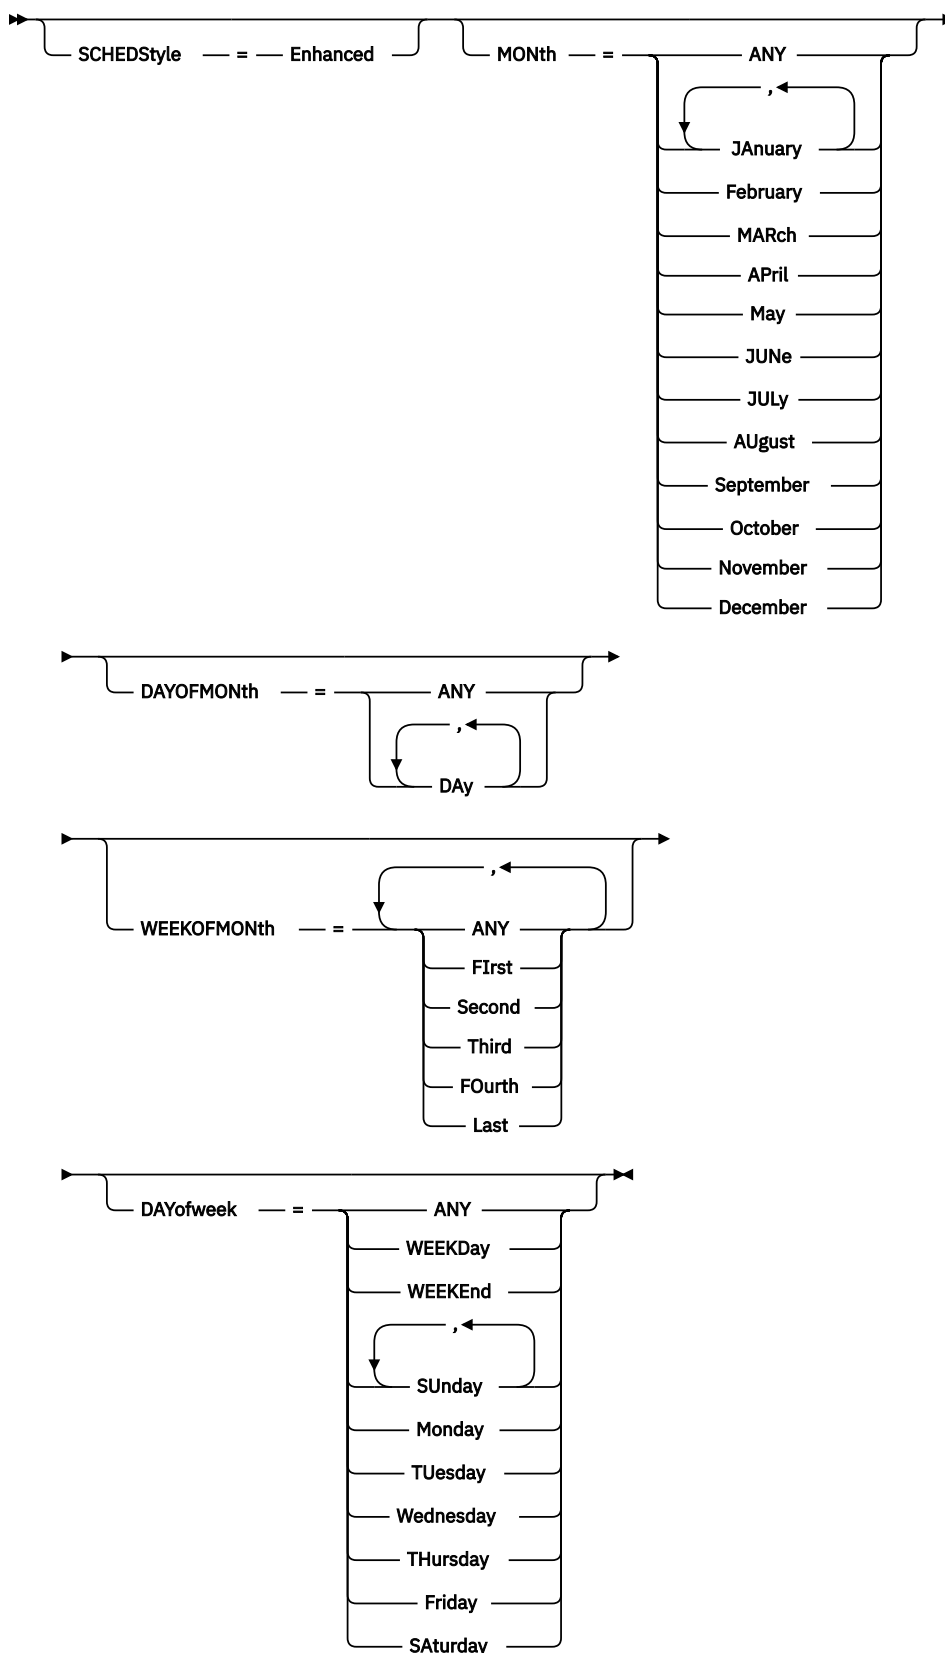 SCHEDStyle = Enhanced MONth = ANY
,
JAnuary
February
MARch
APril
May
JUNe
JULy
AUgust
September
October
November
December
DAYOFMONth = ANY
,
DAy
,
WEEKOFMONth = ANY
FIrst
Second
Third
FOurth
Last
DAYofweek = ANY
WEEKDay
WEEKEnd
,
SUnday
Monday
TUesday
Wednesday
THursday
Friday
SAturday